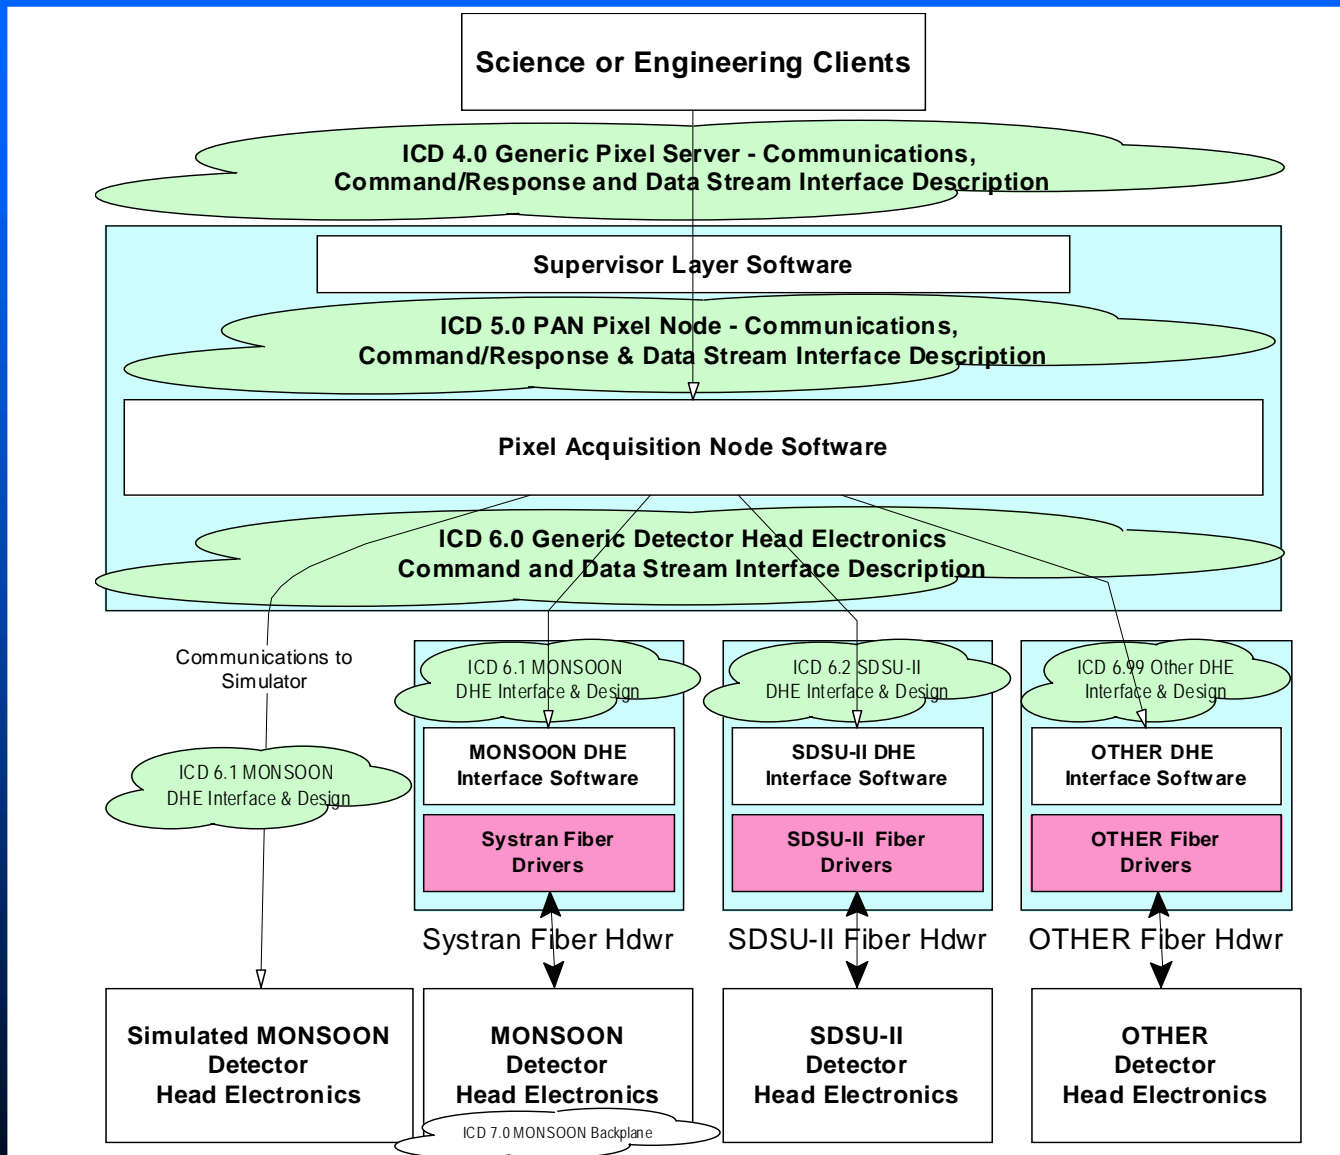 Science or Engineering Clients
ICD 4.0 Generic Pixel Server - Communications,
Command/Response and Data Stream Interface Description
Supervisor Layer Software
ICD 5.0 PAN Pixel Node - Communications,
Command/Response & Data Stream Interface Description
Pixel Acquisition Node Software
ICD 6.0 Generic Detector Head Electronics
Command and Data Stream Interface Description
Communications to
Simulator
ICD 6.1 MONSOON
DHE Interface & Design
ICD 6.1 MONSOON
DHE Interface & Design
MONSOON DHE
Interface Software
Systran Fiber
Drivers
ICD 6.2 SDSU-II
DHE Interface & Design
SDSU-II DHE
Interface Software
SDSU-II Fiber
Drivers
ICD 6.99 Other DHE
Interface & Design
OTHER DHE
Interface Software
OTHER Fiber
Drivers
Systran Fiber Hdwr
SDSU-II Fiber Hdwr
OTHER Fiber Hdwr
Simulated MONSOON
Detector
Head Electronics
MONSOON
Detector
Head Electronics
ICD 7.0 MONSOON Backplane
SDSU-II
Detector
Head Electronics
OTHER
Detector
Head Electronics